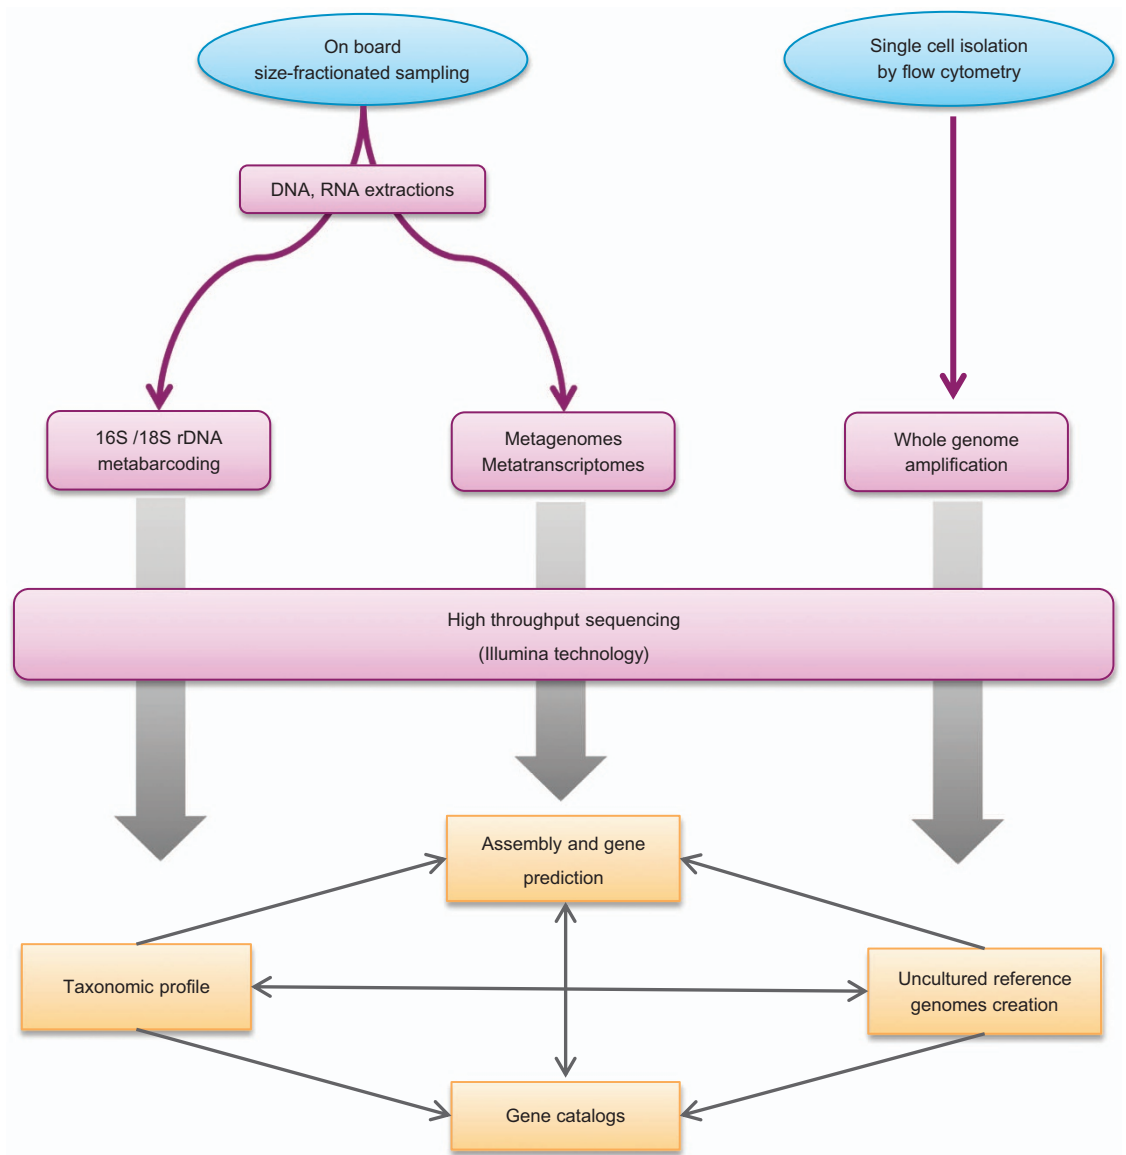 On board
size-fractionated sampling
Single cell isolation
by flow cytometry
DNA, RNA extractions
16S /18S rDNA
metabarcoding
Metagenomes
Metatranscriptomes
Whole genome
amplification
High throughput sequencing
(Illumina technology)
Assembly and gene
prediction
Taxonomic profile
Uncultured reference
genomes creation
Gene catalogs